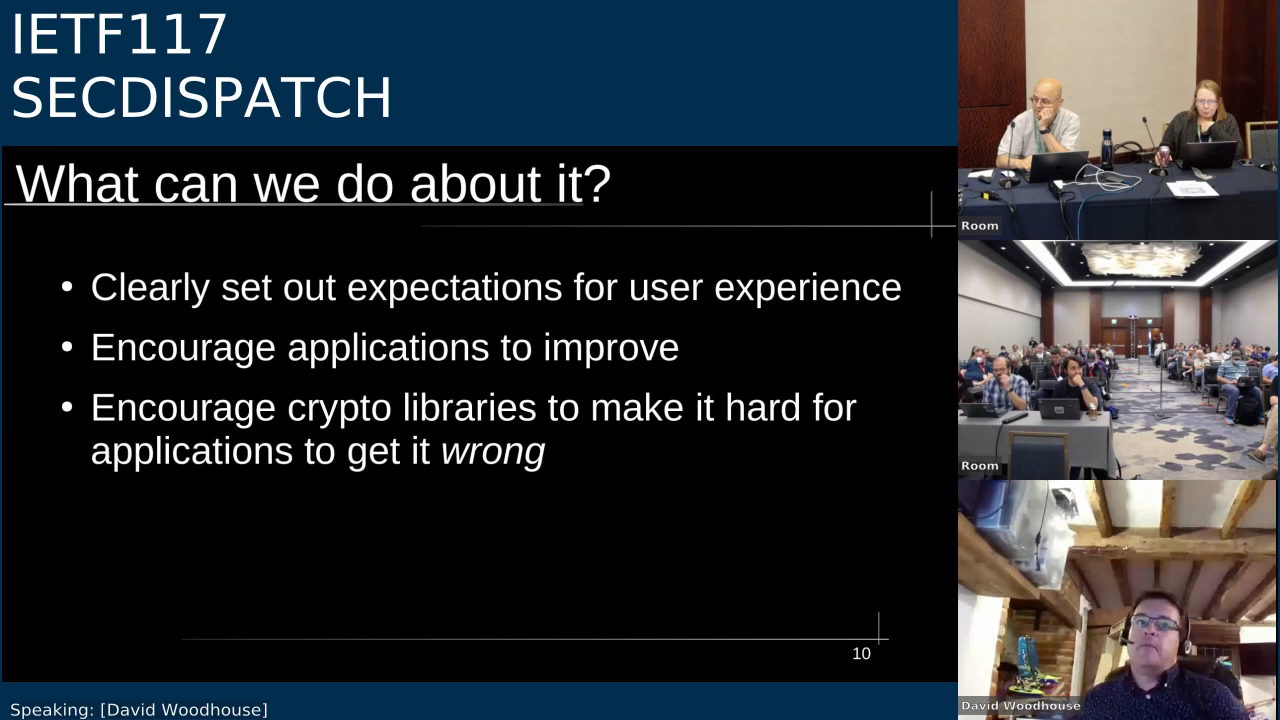 IETF117
SECDISPATCH
What can we do about it?
• Clearly set out expectations for user experience
• Encourage applications to improve
• Encourage crypto libraries to make it hard for
applications to get it wrong
10
Speaking: [David Woodhouse]
Room
Room
David Woodhouse